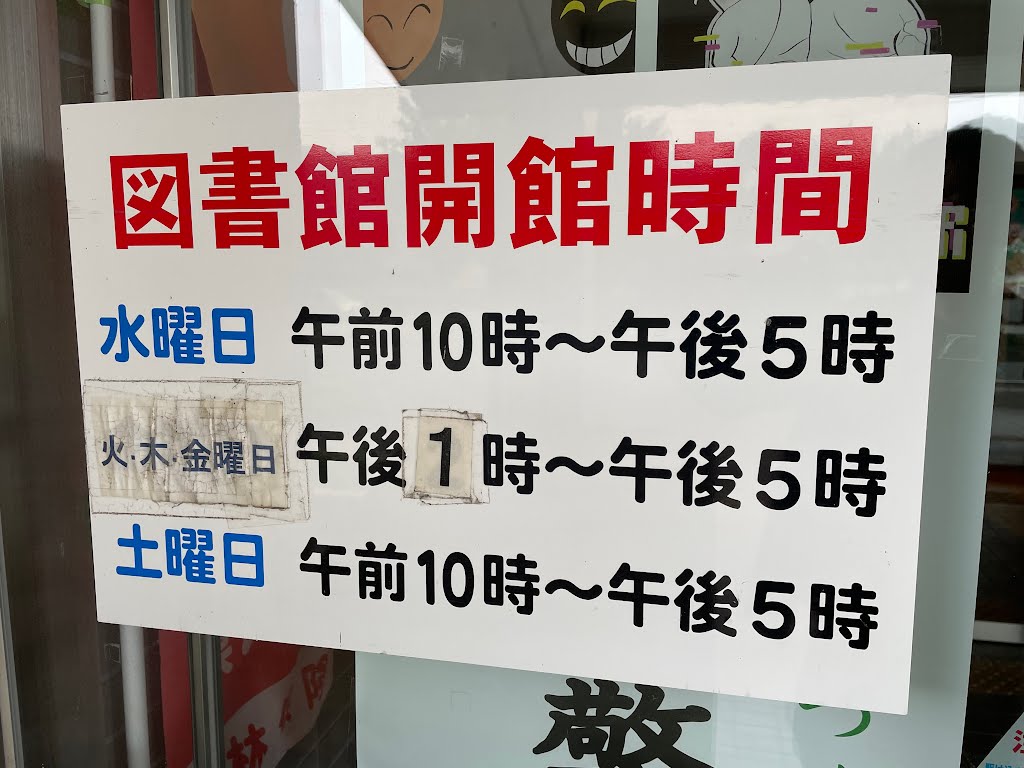 図書館開館時間
水曜日 午前10時～午後5時
火・木・金曜日 午後1時～午後5時
土曜日 午前10時～午後5時
敬